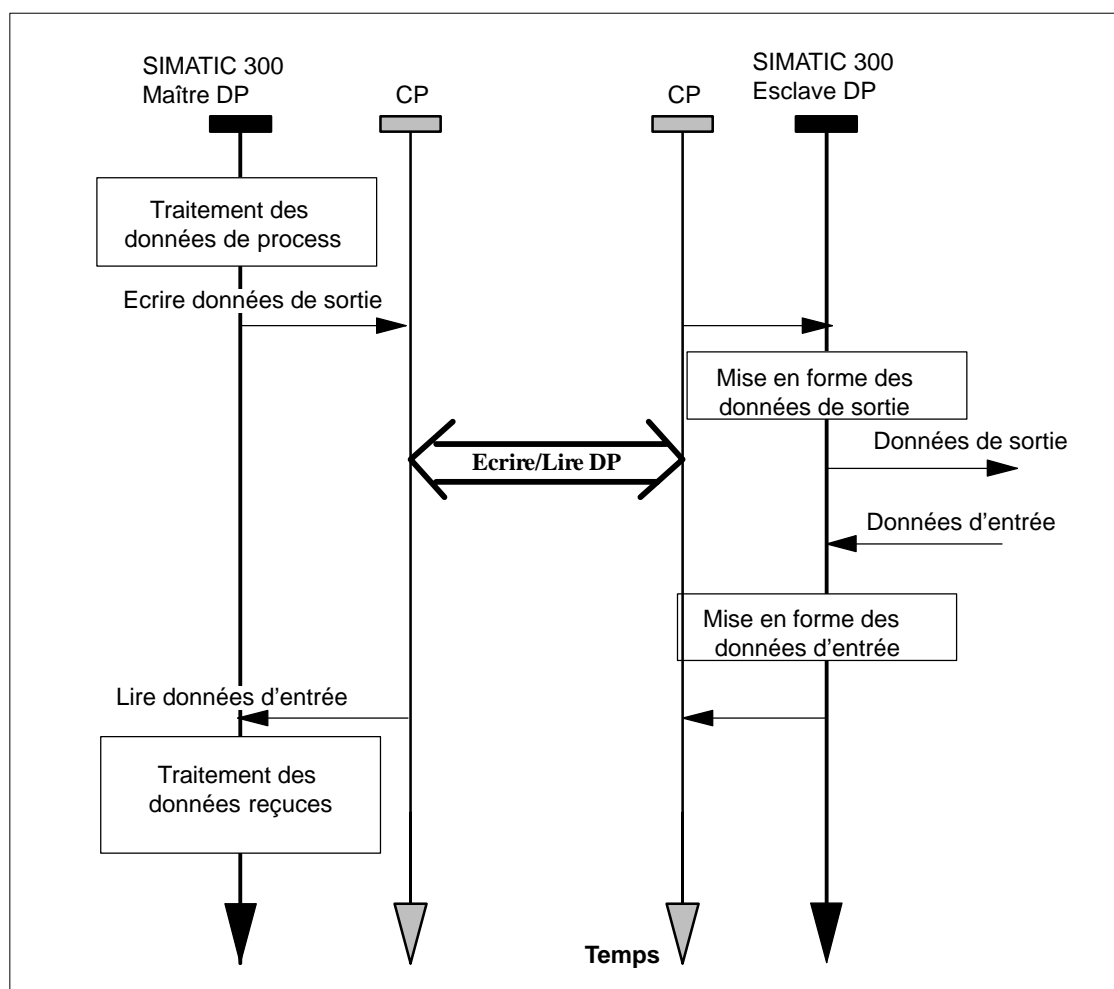 SIMATIC 300
Maître DP
CP
CP
SIMATIC 300
Esclave DP
Traitement des
données de process
Ecrire données de sortie
Mise en forme des
données de sortie
Données de sortie
Ecrire/Lire DP
Données d’entrée
Mise en forme des
données d’entrée
Lire données d’entrée
Traitement des
données reçuces
Temps